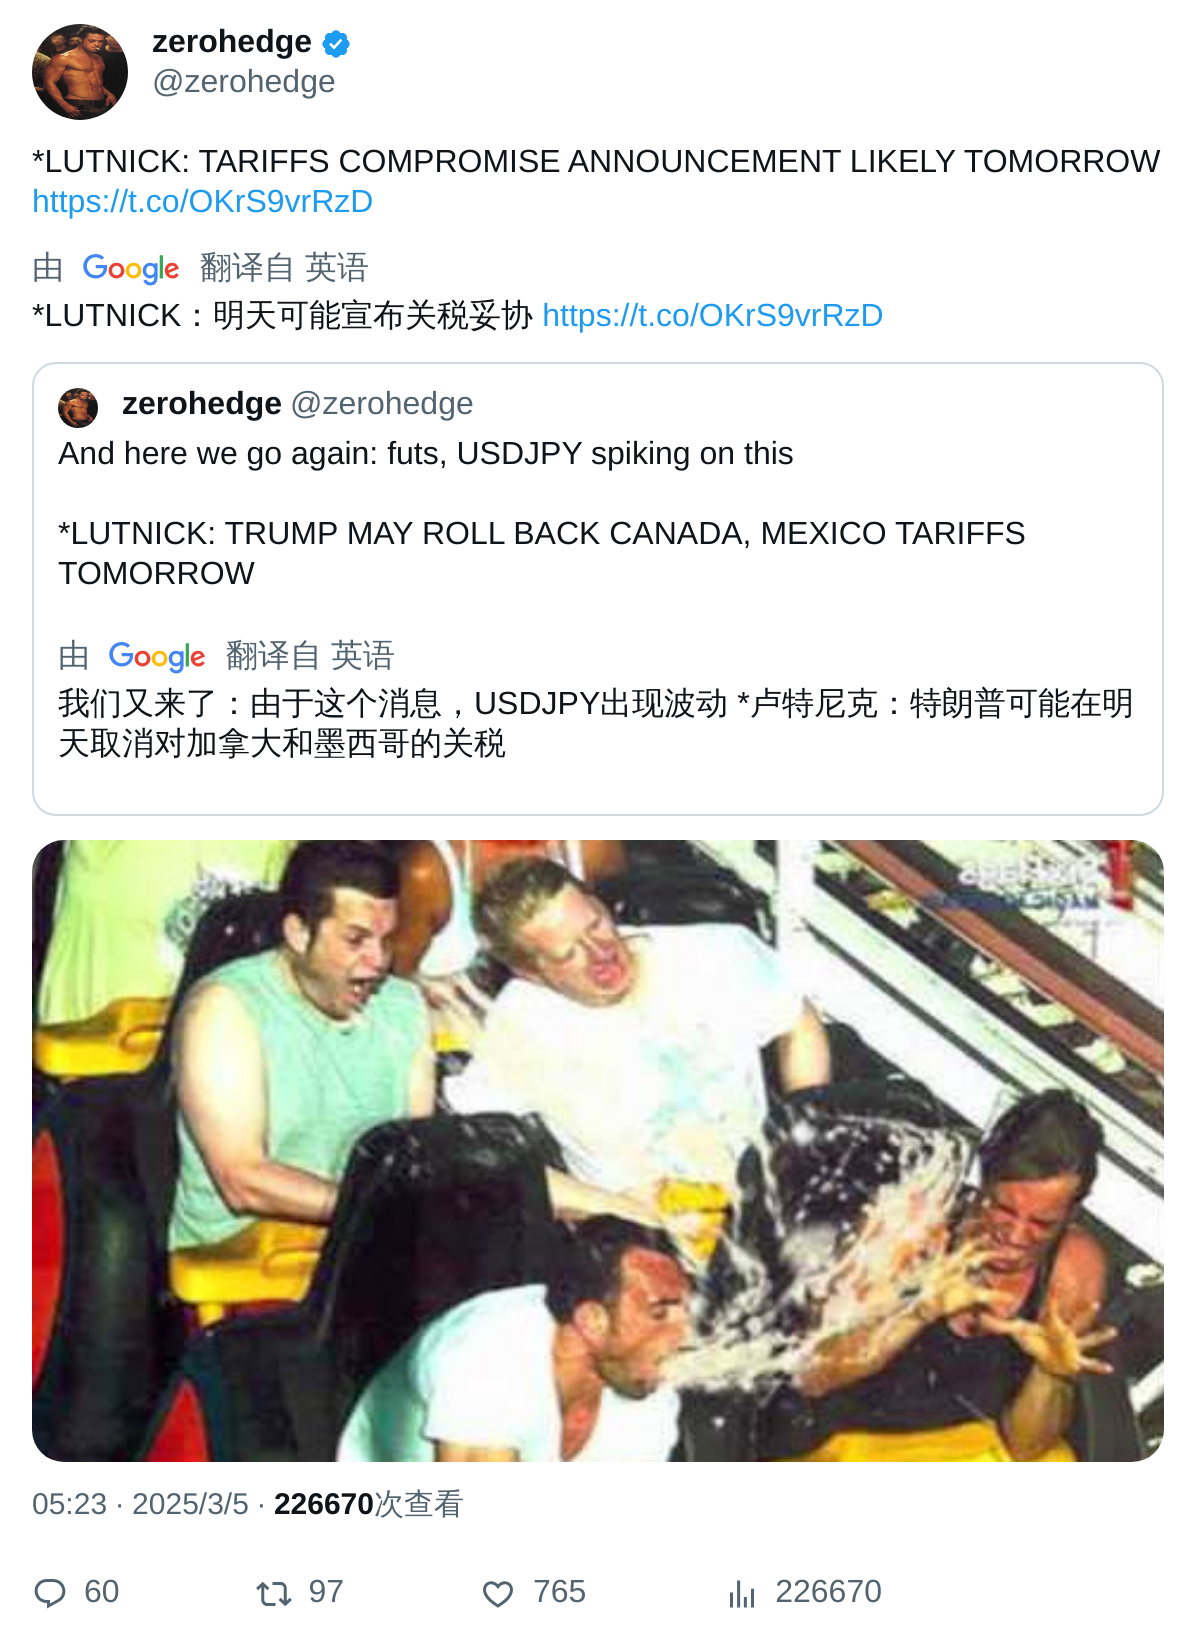 zerohedge
@zerohedge
*LUTNICK: TARIFFS COMPROMISE ANNOUNCEMENT LIKELY TOMORROW
https://t.co/OKrS9vrRzD
由 Google 翻译自 英语
*LUTNICK：明天可能宣布关税妥协 https://t.co/OKrS9vrRzD
zerohedge @zerohedge
And here we go again: futs, USDJPY spiking on this
*LUTNICK: TRUMP MAY ROLL BACK CANADA, MEXICO TARIFFS
TOMORROW
由 Google 翻译自 英语
我们又来了：由于这个消息，USDJPY出现波动 *卢特尼克：特朗普可能在明
天取消对加拿大和墨西哥的关税
05:23 · 2025/3/5 · 226670次查看
60 97 765 226670